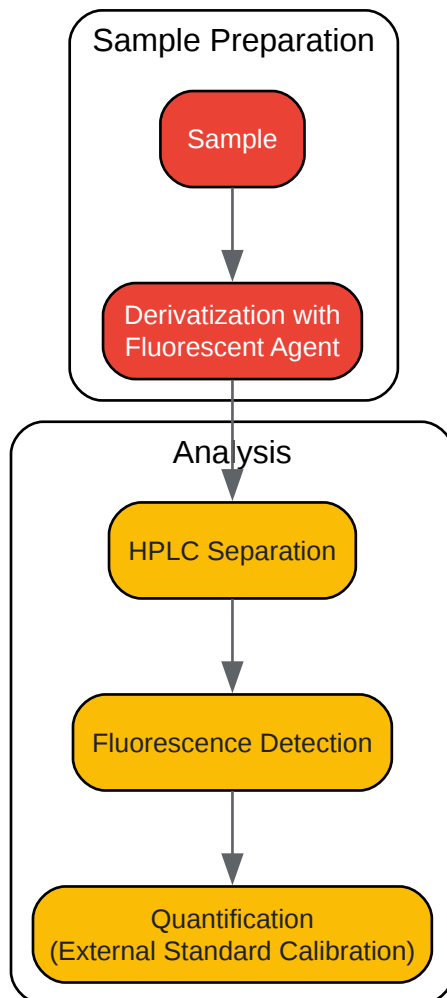 Sample Preparation
Sample
Derivatization with
Fluorescent Agent
Analysis
HPLC Separation
Fluorescence Detection
Quantification
(External Standard Calibration)